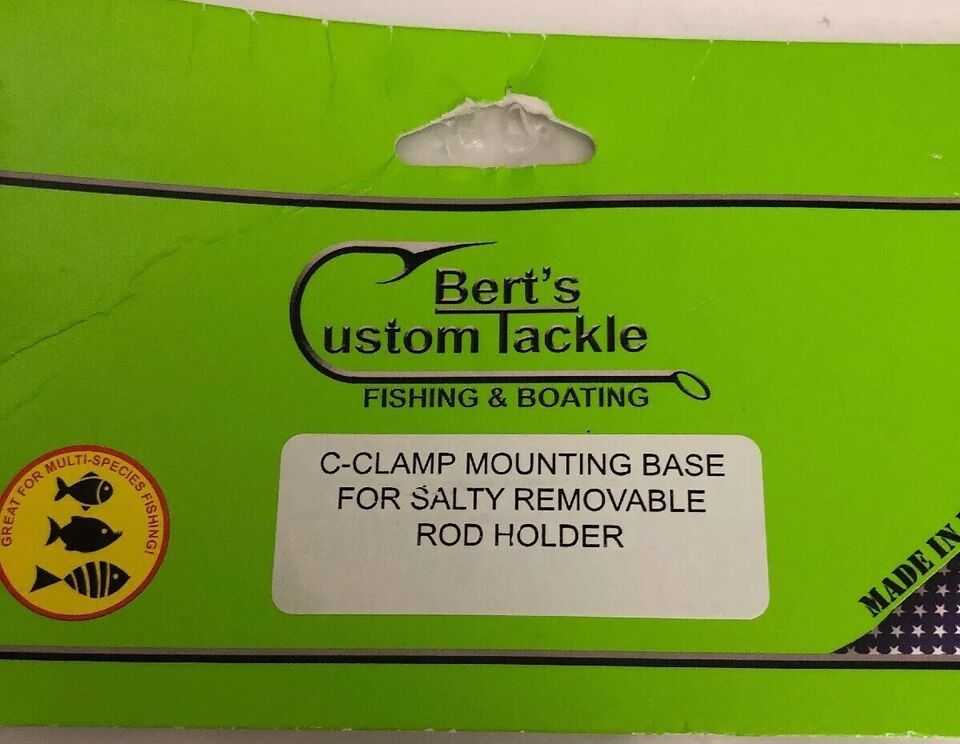 Bert's
Custom Tackle
FISHING & BOATING
C-CLAMP MOUNTING BASE
FOR SALTY REMOVABLE
ROD HOLDER
GREAT FOR MULTI-SPECIES FISHING!
MADE IN